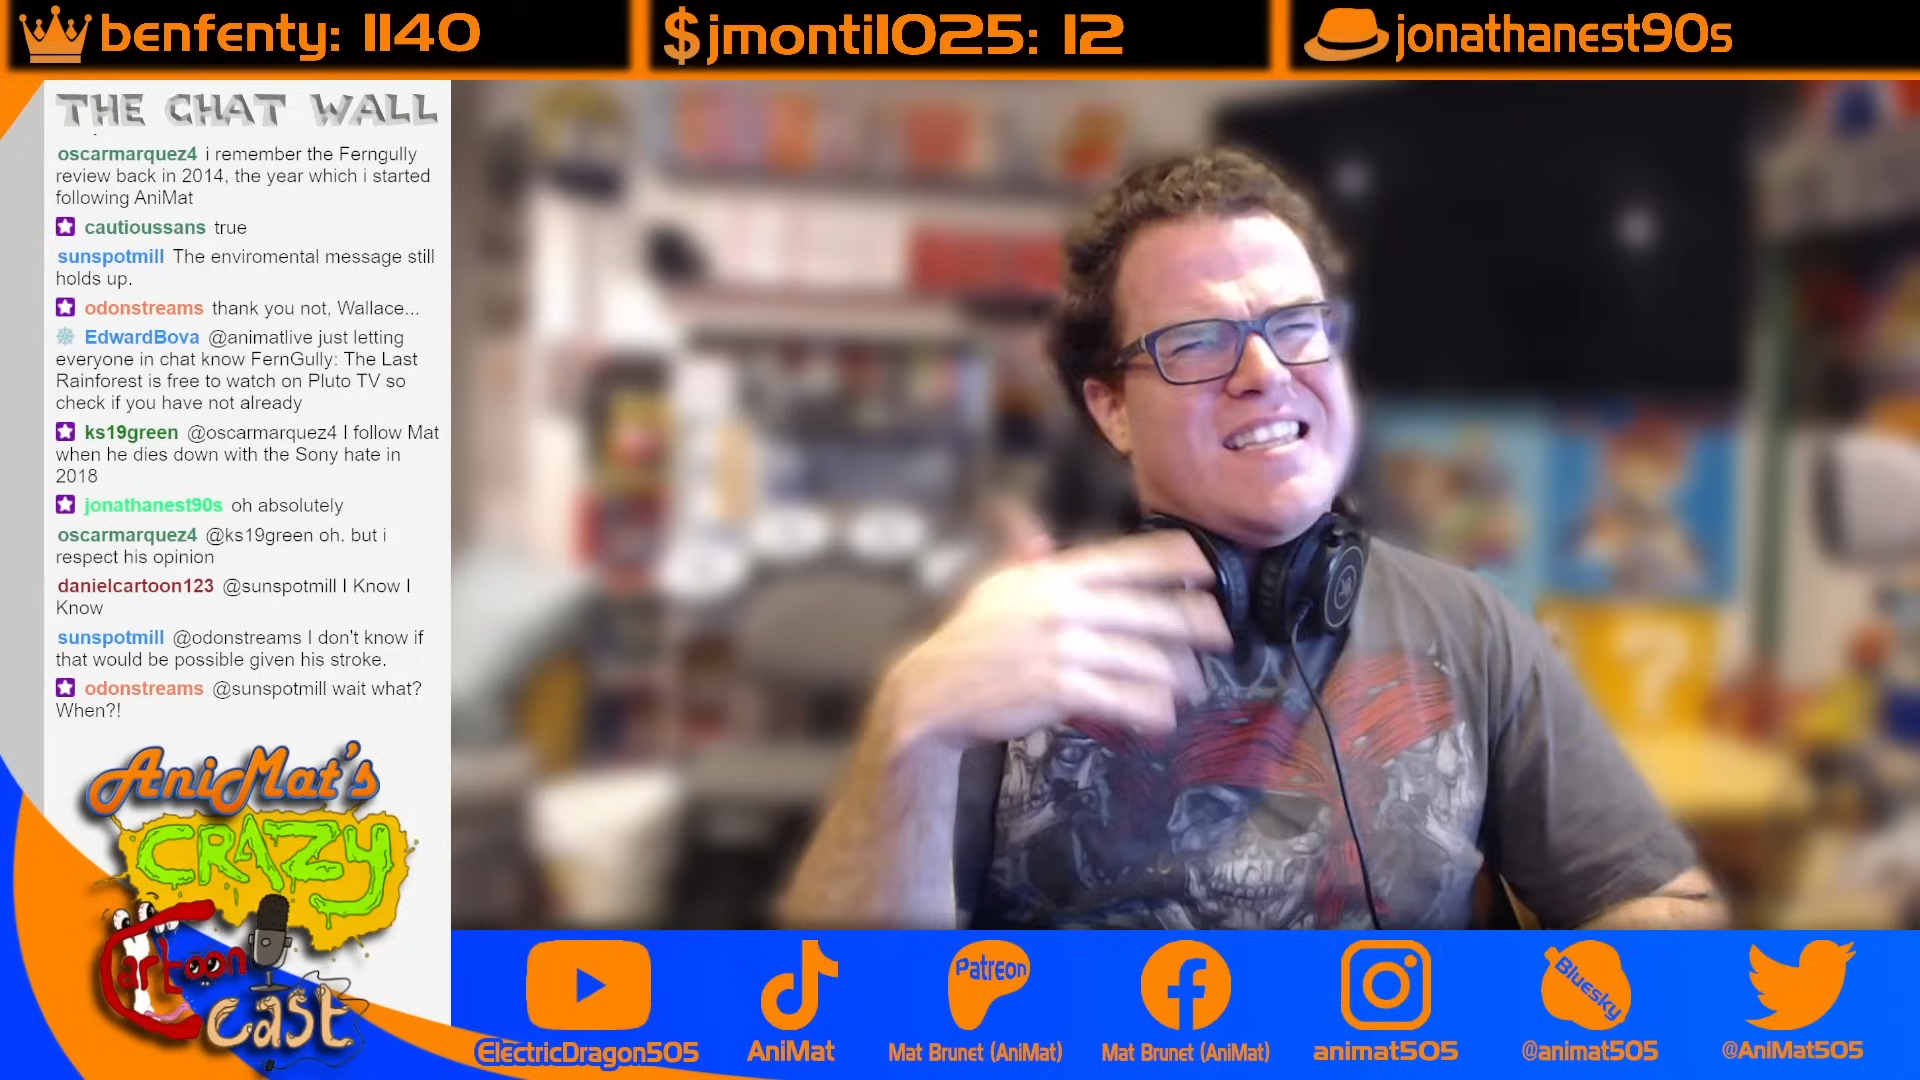 benfenty: 1140
$jmonti1025: 12
jonathanest90s
THE CHAT WALL
oscarmarquez4 i remember the Ferngully
review back in 2014, the year which i started
following AniMat
cautioussans true
sunspotmill The enviromental message still
holds up.
odonstreams thank you not, Wallace...
EdwardBova @animatlive just letting
everyone in chat know FernGully: The Last
Rainforest is free to watch on Pluto TV so
check if you have not already
ks19green @oscarmarquez4 I follow Mat
when he dies down with the Sony hate in
2018
jonathanest90s oh absolutely
oscarmarquez4 @ks19green oh. but i
respect his opinion
danielcartoon123 @sunspotmill I Know I
Know
sunspotmill @odonstreams I don't know if
that would be possible given his stroke.
odonstreams @sunspotmill wait what?
When?!
AniMat's
CRAZY
Cartoon
Cast
Patreon
Bluesky
ElectricDragon505
AniMat
Mat Brunet (AniMat)
Mat Brunet (AniMat)
animat505
@animat505
@AniMat505